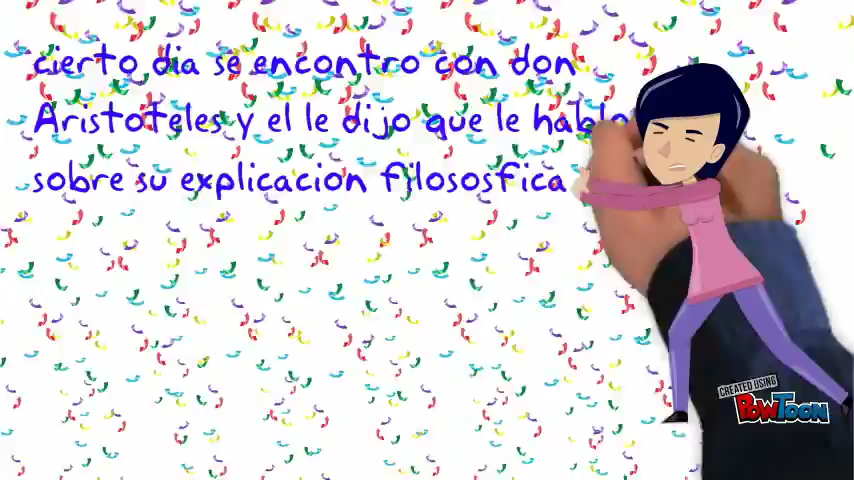 cierto dia se encontro con don
Aristoteles y el le dijo que le hablo
sobre su explicacion filososfica
CREATED USING
POWTOON